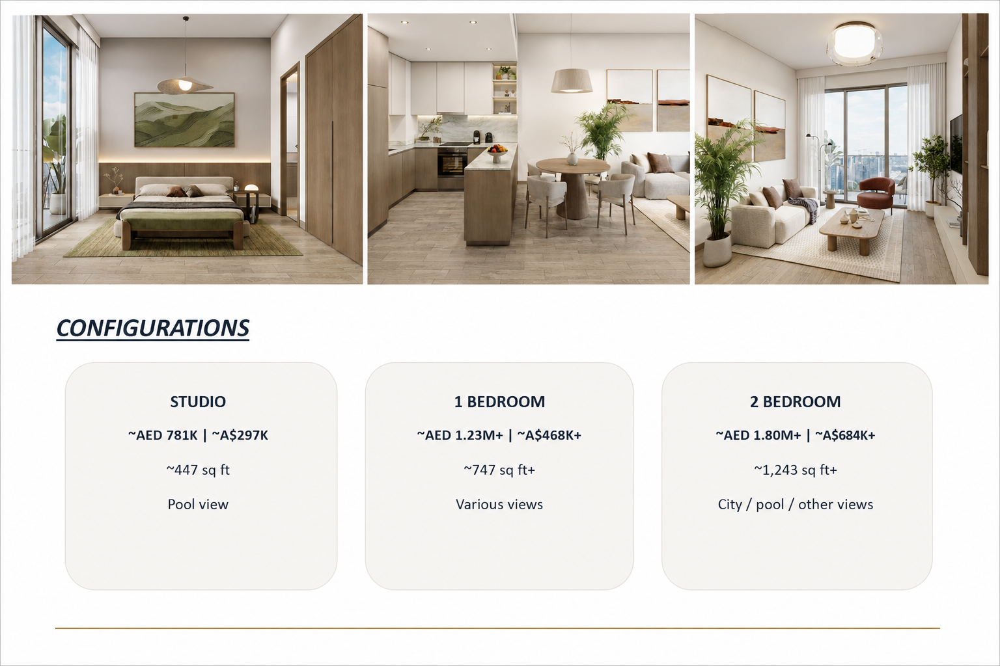 CONFIGURATIONS
STUDIO
~AED 781K | ~A$297K
~447 sq ft
Pool view
1 BEDROOM
~AED 1.23M+ | ~A$468K+
~747 sq ft+
Various views
2 BEDROOM
~AED 1.80M+ | ~A$684K+
~1,243 sq ft+
City / pool / other views